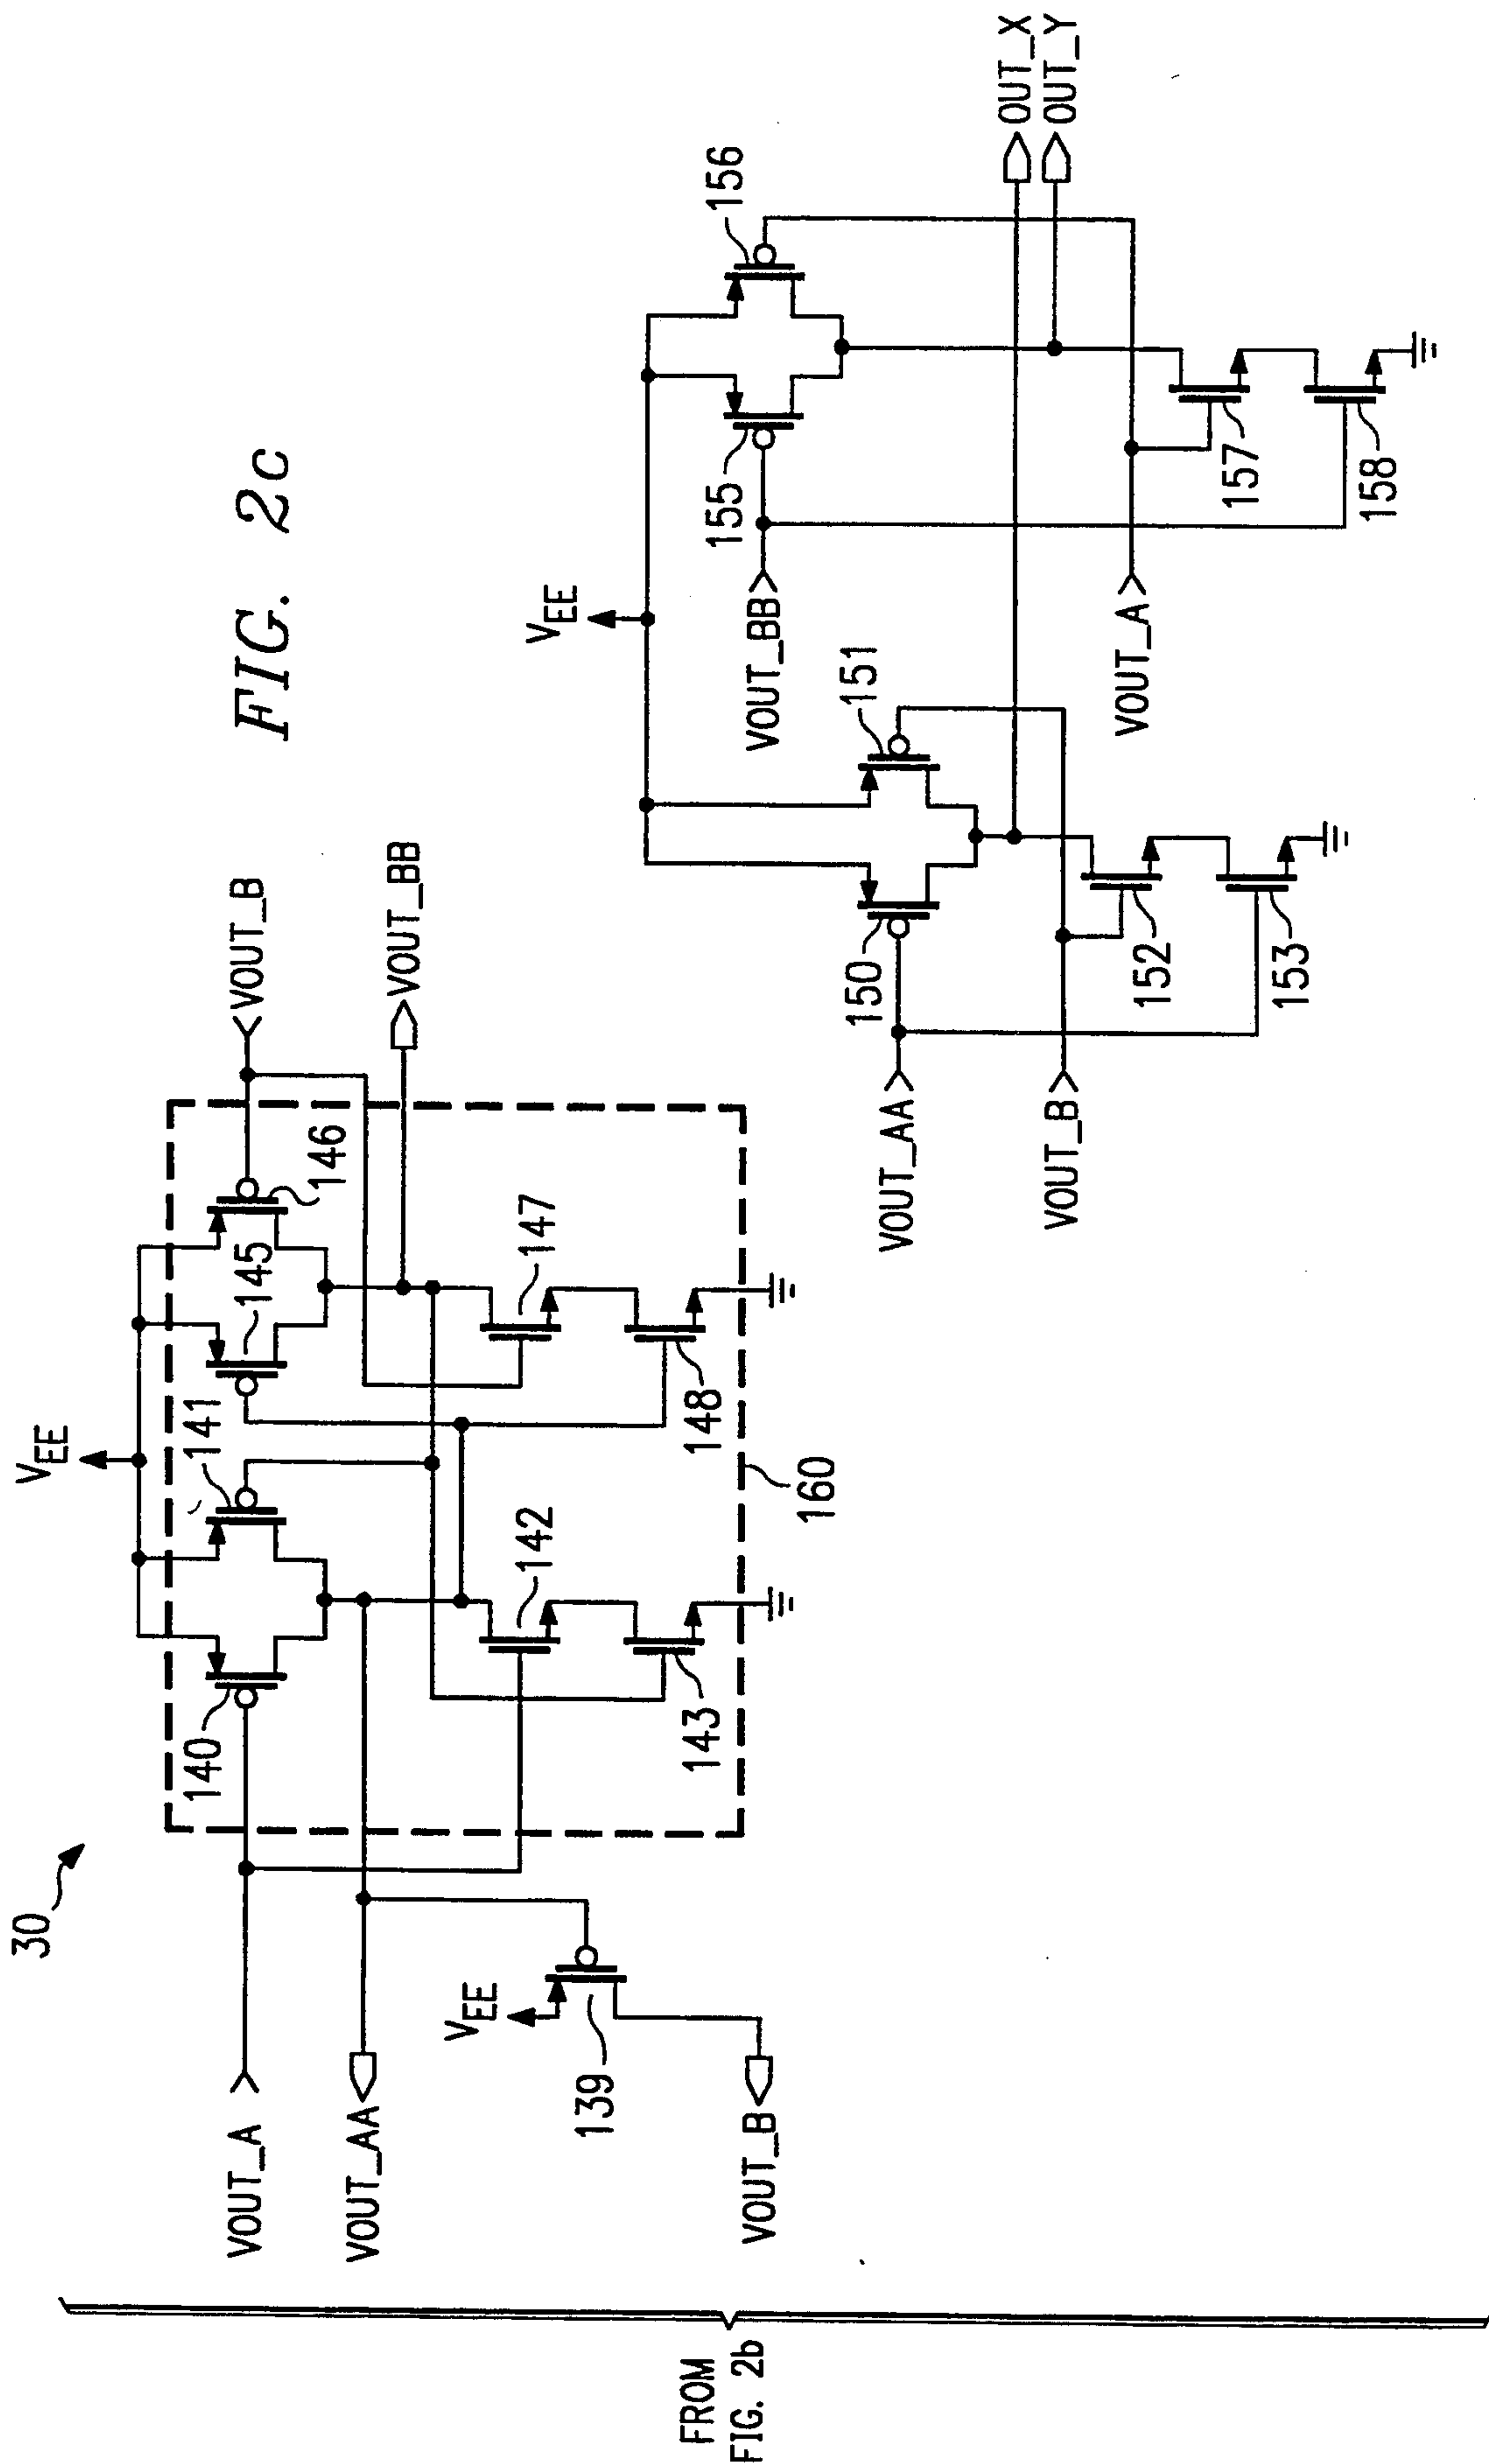 FIG. 2c
30
VEE
VOUT_A
VOUT_AA
VOUT_B
VOUT_BB
140
141
145
146
142
147
143
148
160
VEE
139
VOUT_B
VEE
VOUT_BB
155
156
VOUT_AA
150
151
OUT_X
OUT_Y
VOUT_B
VOUT_A
152
157
153
158
FROM
FIG. 2b